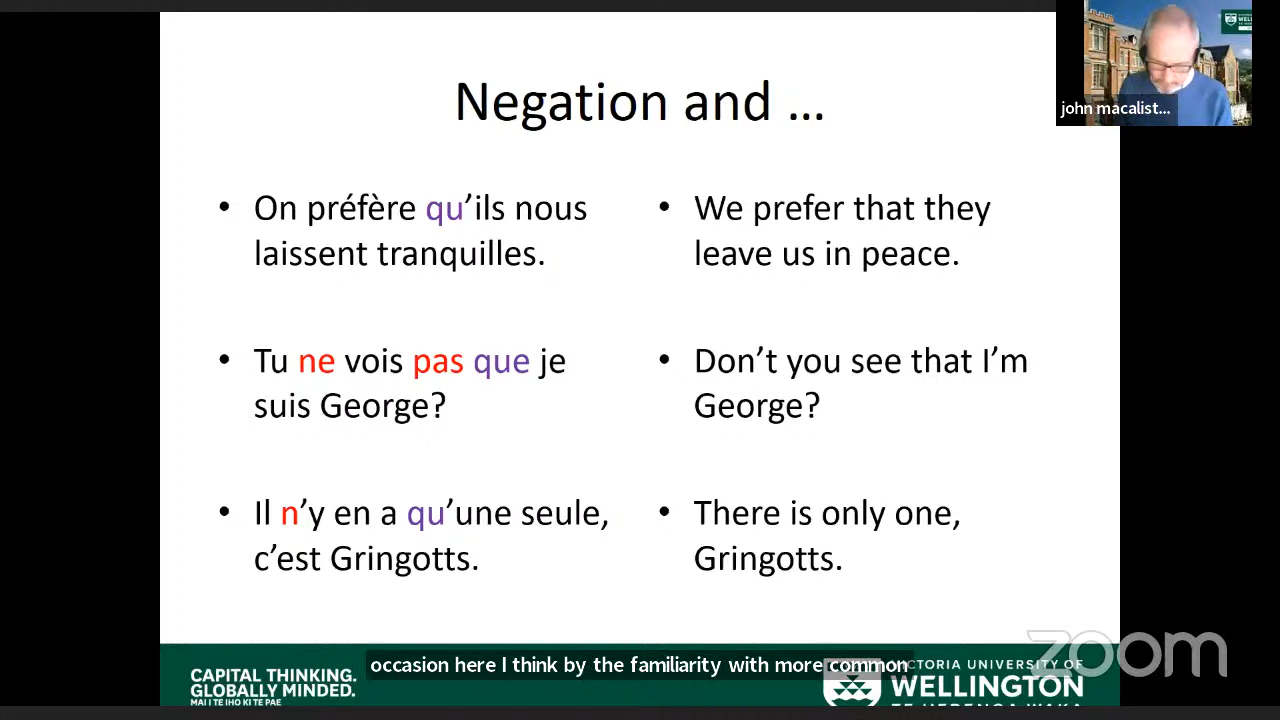 Negation and ...
john macalist...
• On préfère qu’ils nous
laissent tranquilles.
• Tu ne vois pas que je
suis George?
• Il n’y en a qu’une seule,
c’est Gringotts.
• We prefer that they
leave us in peace.
• Don’t you see that I’m
George?
• There is only one,
Gringotts.
occasion here I think by the familiarity with more common
CAPITAL THINKING.
GLOBALLY MINDED.
MAI I TE IHO KI TE PAE
UNIVERSITY OF
WELLINGTON
zoom